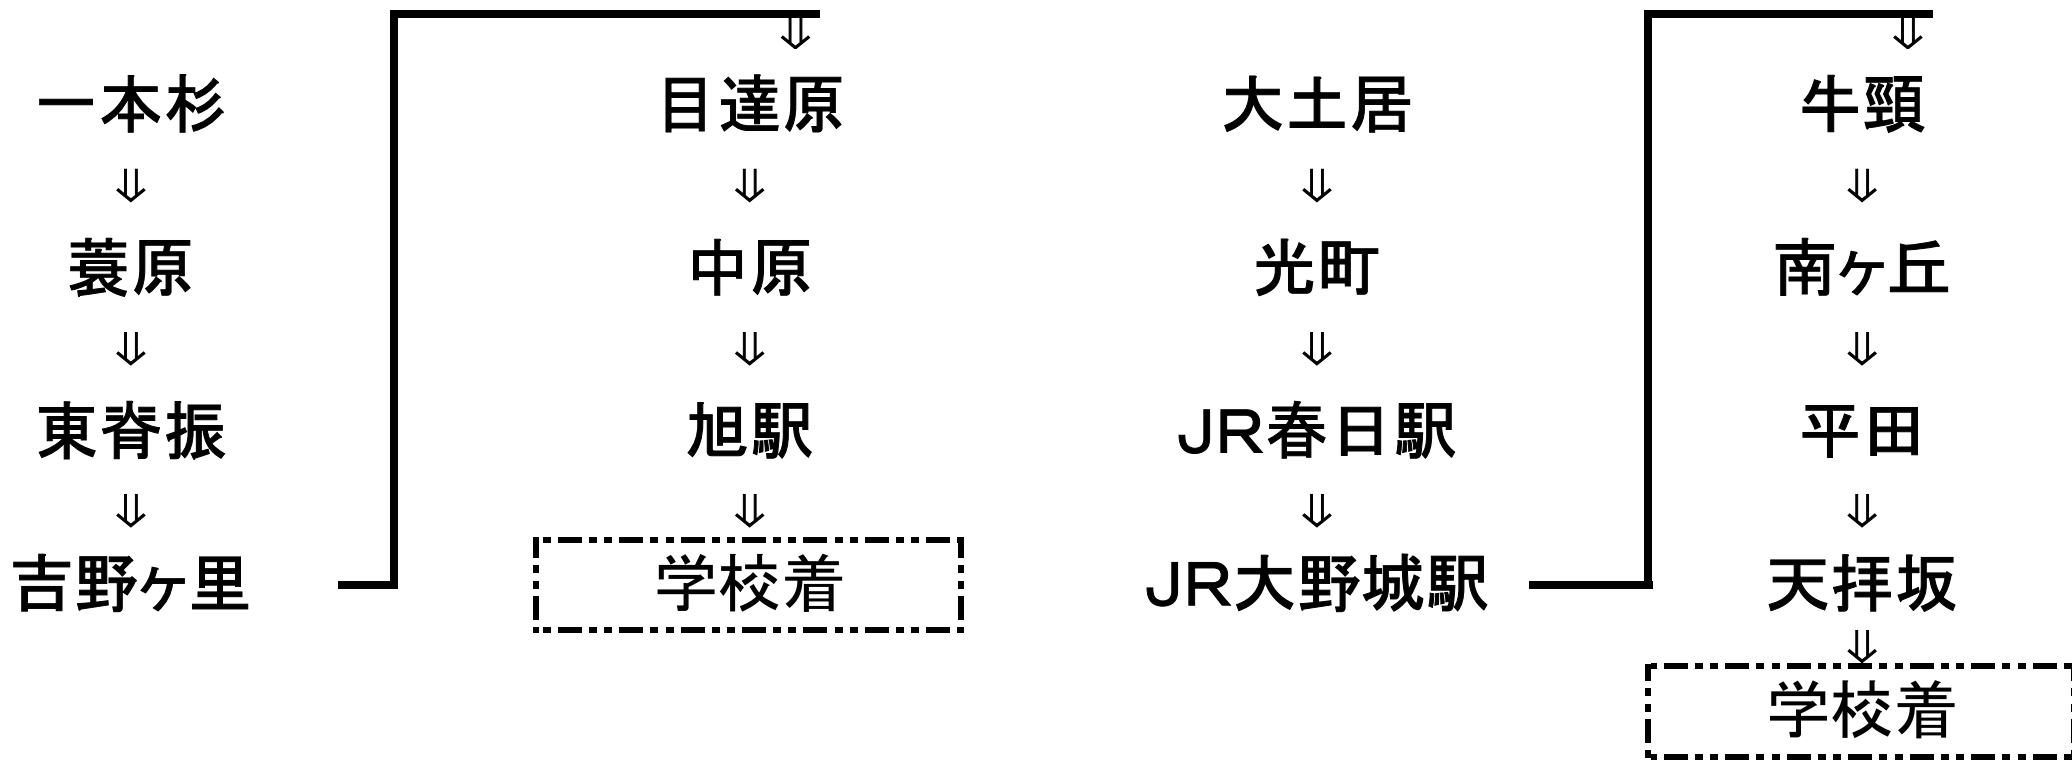 一本杉
⇓
蓑原
⇓
東脊振
⇓
吉野ヶ里
⇓
目達原
⇓
中原
⇓
旭駅
⇓
学校着
大土居
⇓
光町
⇓
JR春日駅
⇓
JR大野城駅
⇓
牛頸
⇓
南ヶ丘
⇓
平田
⇓
天拝坂
⇓
学校着